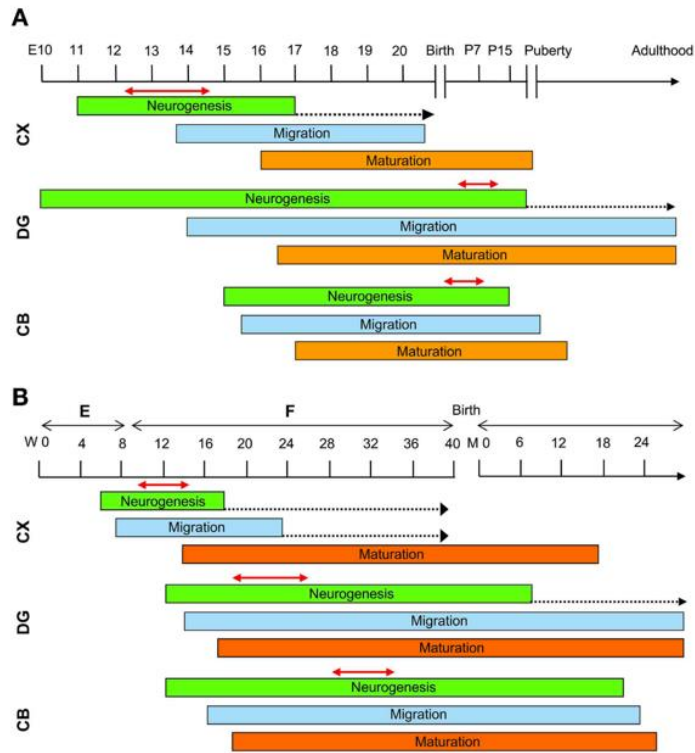 A
E10 11 12 13 14 15 16 17 18 19 20 Birth P7 P15 Puberty Adulthood
CX
Neurogenesis
Migration
Maturation
DG
Neurogenesis
Migration
Maturation
CB
Neurogenesis
Migration
Maturation
B
E F Birth
W 0 4 8 12 16 20 24 28 32 36 40 M 0 6 12 18 24
CX
Neurogenesis
Migration
Maturation
DG
Neurogenesis
Migration
Maturation
CB
Neurogenesis
Migration
Maturation